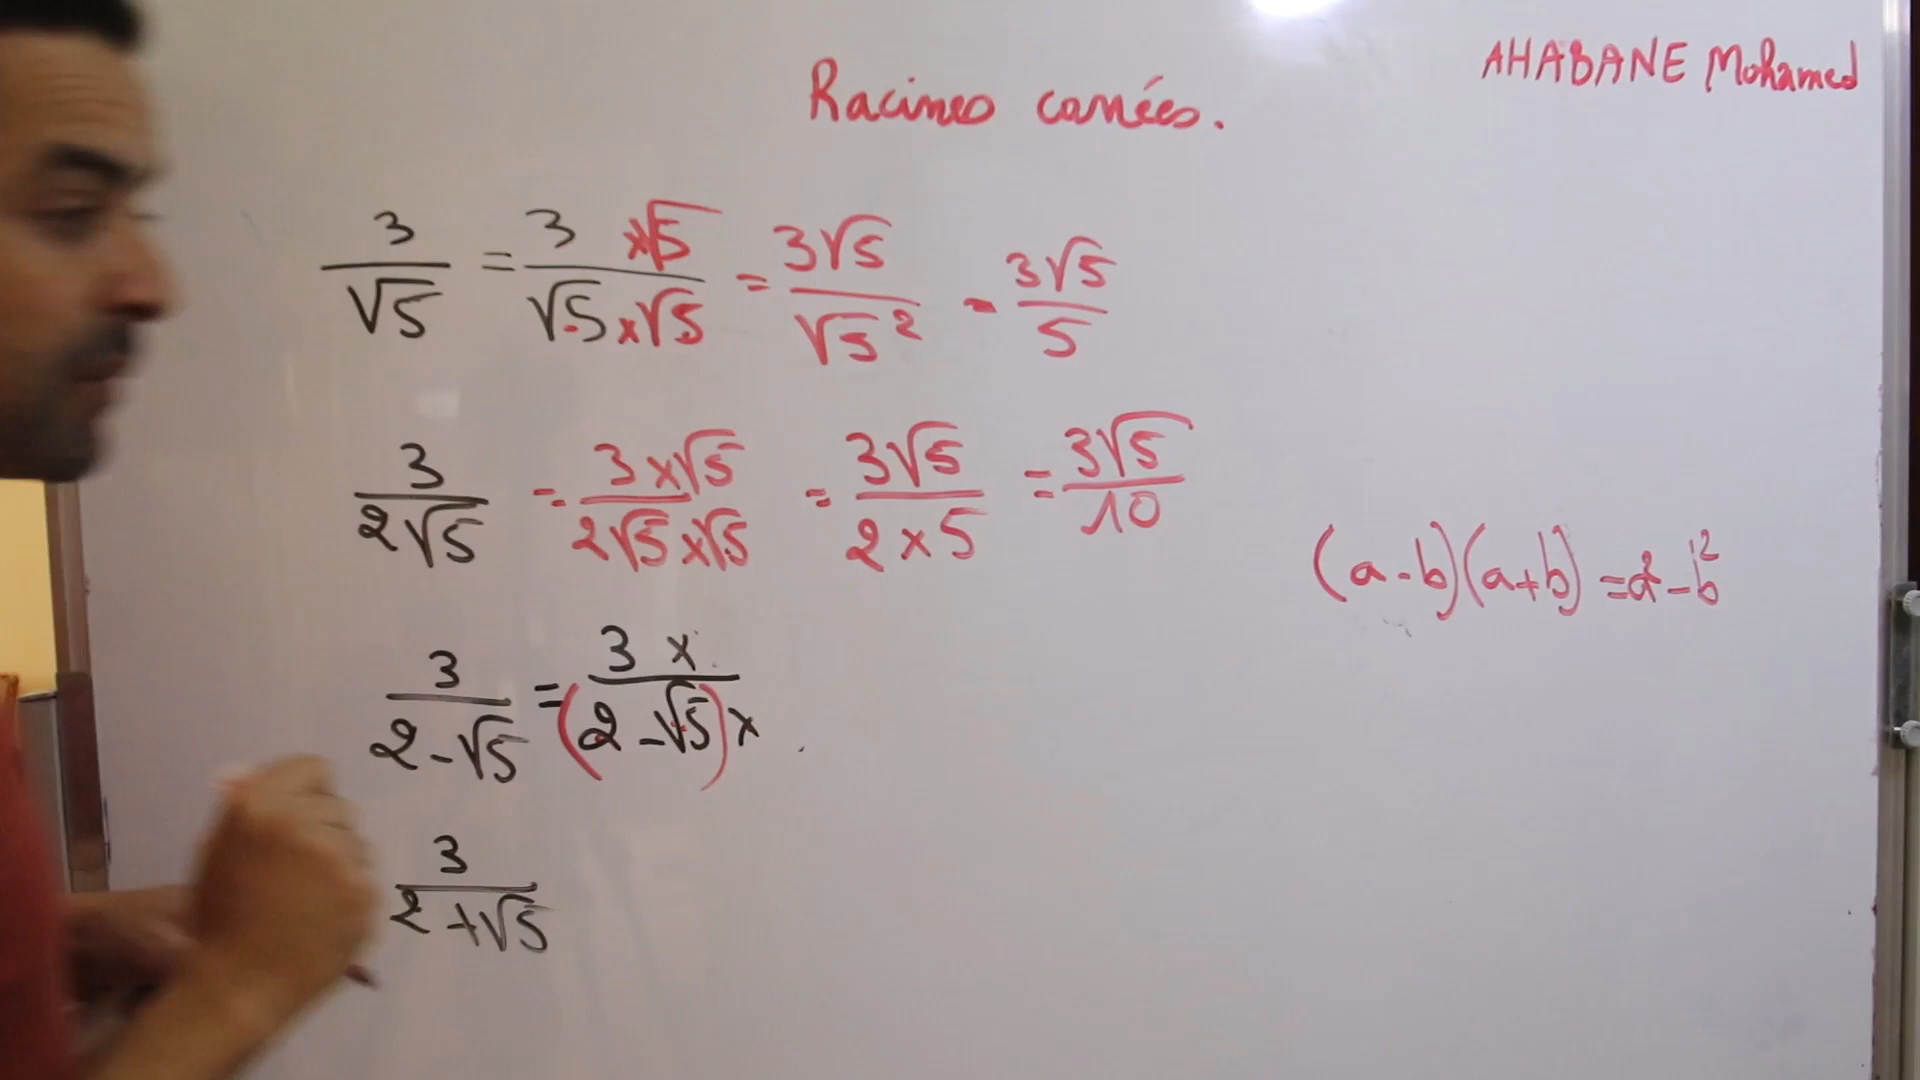 AHABANE Mohamed
Racines carrées.
3/√5 = 3 ×√5/√5 ×√5 = 3√5/√5² = 3√5/5
3/2√5 = 3×√5/2√5×√5 = 3√5/2×5 = 3√5/10
(a-b)(a+b) = a²-b²
3/2-√5 = 3 ×/(2-√5)×
3/2+√5